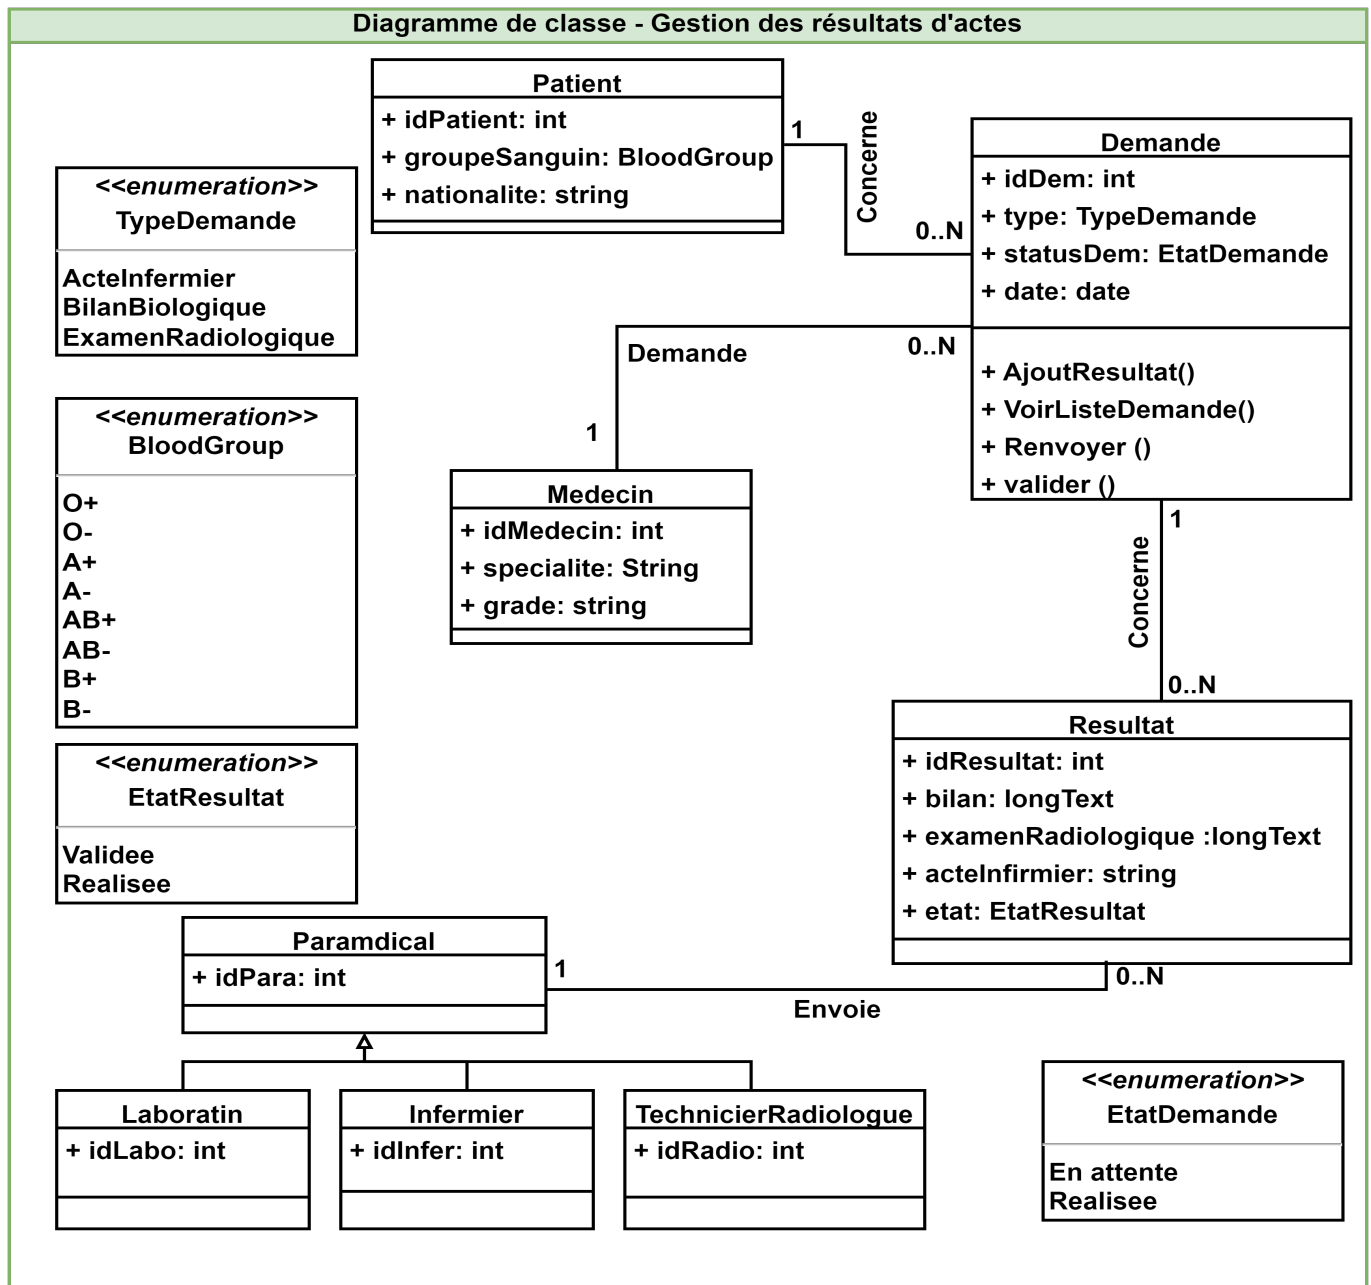 Diagramme de classe - Gestion des résultats d'actes
Patient
+ idPatient: int
+ groupeSanguin: BloodGroup
+ nationalite: string
1
Concerne
0..N
Demande
+ idDem: int
+ type: TypeDemande
+ statusDem: EtatDemande
+ date: date
+ AjoutResultat()
+ VoirListeDemande()
+ Renvoyer ()
+ valider ()
<<enumeration>>
TypeDemande
ActeInfermier
BilanBiologique
ExamenRadiologique
Demande
0..N
1
<<enumeration>>
BloodGroup
O+
O-
A+
A-
AB+
AB-
B+
B-
Medecin
+ idMedecin: int
+ specialite: String
+ grade: string
1
Concerne
0..N
Resultat
+ idResultat: int
+ bilan: longText
+ examenRadiologique :longText
+ acteInfirmier: string
+ etat: EtatResultat
<<enumeration>>
EtatResultat
Validee
Realisee
Paramdical
+ idPara: int
1
Envoie
0..N
Laboratin
+ idLabo: int
Infermier
+ idInfer: int
TechnicierRadiologue
+ idRadio: int
<<enumeration>>
EtatDemande
En attente
Realisee